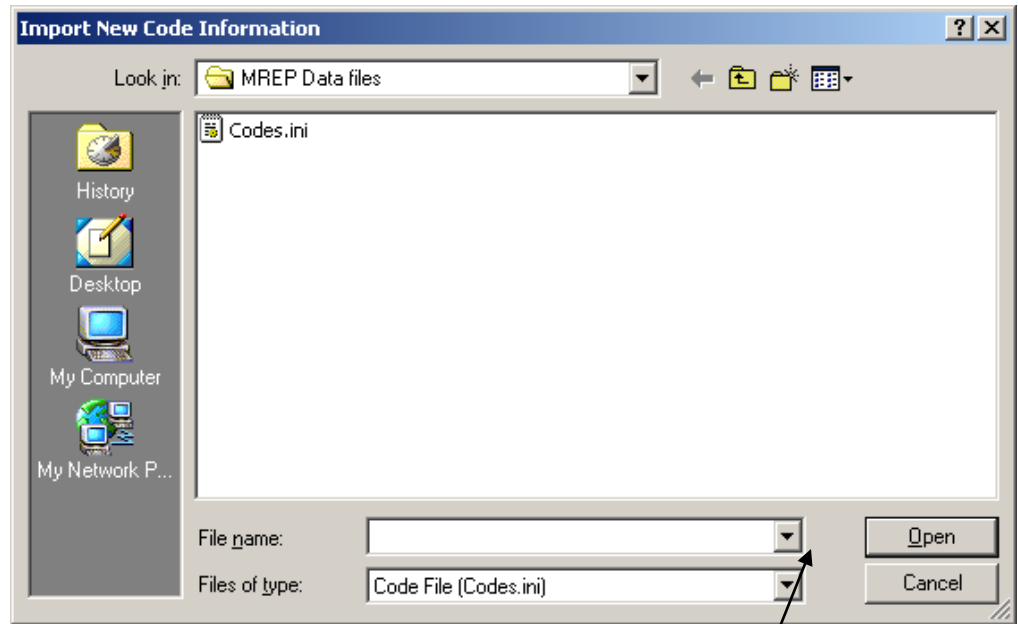 Import New Code Information
Look in: MREP Data files
Codes.ini
History
Desktop
My Computer
My Network P...
File name:
Open
Files of type: Code File (Codes.ini)
Cancel